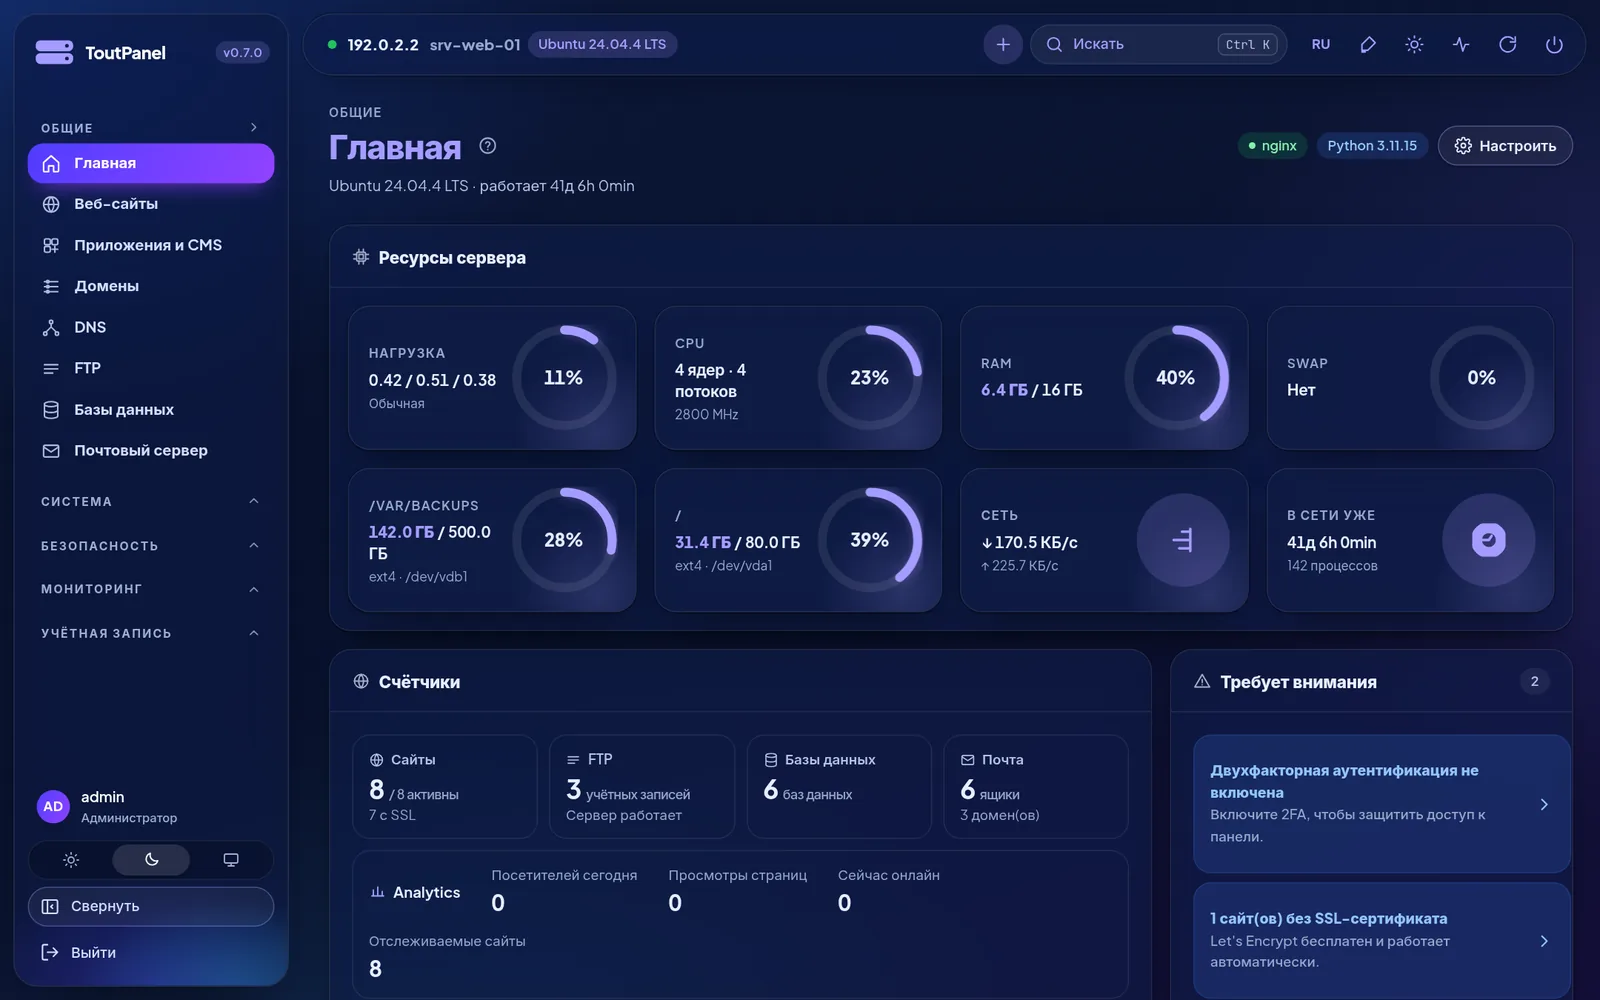 ToutPanel
v0.7.0
ОБЩИЕ
Главная
Веб-сайты
Приложения и CMS
Домены
DNS
FTP
Базы данных
Почтовый сервер
СИСТЕМА
БЕЗОПАСНОСТЬ
МОНИТОРИНГ
УЧЁТНАЯ ЗАПИСЬ
AD
admin
Администратор
Свернуть
Выйти
192.0.2.2 srv-web-01 Ubuntu 24.04.4 LTS
Искать Ctrl K
RU
ОБЩИЕ
Главная
Ubuntu 24.04.4 LTS · работает 41д 6h 0min
nginx
Python 3.11.15
Настроить
Ресурсы сервера
НАГРУЗКА
0.42 / 0.51 / 0.38
Обычная
11%
CPU
4 ядер · 4
потоков
2800 MHz
23%
RAM
6.4 ГБ / 16 ГБ
40%
SWAP
Нет
0%
/VAR/BACKUPS
142.0 ГБ / 500.0
ГБ
ext4 · /dev/vdb1
28%
/
31.4 ГБ / 80.0 ГБ
ext4 · /dev/vda1
39%
СЕТЬ
↓ 170.5 КБ/с
↑ 225.7 КБ/с
В СЕТИ УЖЕ
41д 6h 0min
142 процессов
Счётчики
Сайты
8 / 8 активны
7 с SSL
FTP
3 учётных записей
Сервер работает
Базы данных
6 баз данных
Почта
6 ящики
3 домен(ов)
Analytics
Посетителей сегодня
0
Просмотры страниц
0
Сейчас онлайн
0
Отслеживаемые сайты
8
Требует внимания
2
Двухфакторная аутентификация не
включена
Включите 2FA, чтобы защитить доступ к
панели.
1 сайт(ов) без SSL-сертификата
Let's Encrypt бесплатен и работает
автоматически.